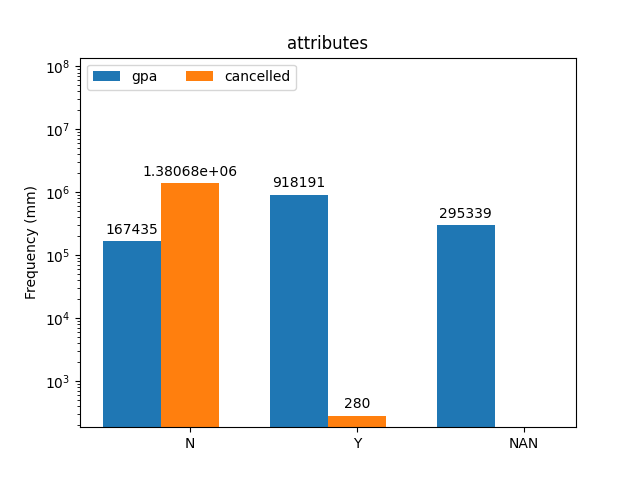 attributes
gpa cancelled
10⁸
10⁷
10⁶
10⁵
10⁴
10³
Frequency (mm)
1.38068e+06
918191
295339
167435
280
N Y NAN